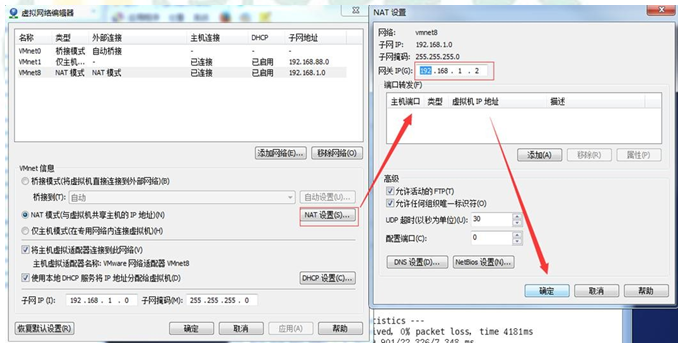 虚拟网络编辑器
名称 类型 外部连接 主机连接 DHCP 子网地址
VMnet0 桥接模式 自动桥接 - -
VMnet1 仅主机... - 已连接 已启用 192.168.88.0
VMnet8 NAT 模式 NAT 模式 已连接 已启用 192.168.1.0
添加网络(E)... 移除网络(O)
VMnet 信息
桥接模式(将虚拟机直接连接到外部网络)(B)
桥接到(T): 自动 自动设置(U)...
NAT 模式(与虚拟机共享主机的 IP 地址)(N) NAT 设置(S)...
仅主机模式(在专用网络内连接虚拟机)(H)
将主机虚拟适配器连接到此网络(V)
主机虚拟适配器名称: VMware 网络适配器 VMnet8
使用本地 DHCP 服务将 IP 地址分配给虚拟机(D) DHCP 设置(C)...
子网 IP (I): 192 . 168 . 1 . 0 子网掩码(M): 255 . 255 . 255 . 0
恢复默认设置(R) 确定 取消 应用(A) 帮助
NAT 设置
网络: vmnet8
子网 IP: 192.168.1.0
子网掩码: 255.255.255.0
网关 IP(G): 192 . 168 . 1 . 2
端口转发(F)
主机端口 类型 虚拟机 IP 地址 描述
添加(A) 移除(R) 属性(P)
高级
允许活动的 FTP(T)
允许任何组织唯一标识符(O)
UDP 超时(以秒为单位)(U): 30
配置端口(C): 0
DNS 设置(D)... NetBios 设置(N)...
确定 取消 帮助
tistics ---
ived, 0% packet loss, time 4181ms